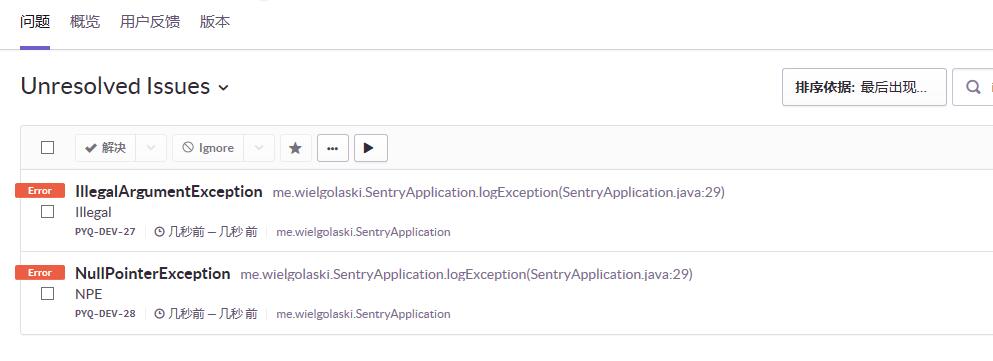 问题 概览 用户反馈 版本
Unresolved Issues
排序依据: 最后出现...
解决 Ignore
Error IllegalArgumentException me.wielgolaski.SentryApplication.logException(SentryApplication.java:29)
Illegal
PYQ-DEV-27 几秒前 — 几秒前 me.wielgolaski.SentryApplication
Error NullPointerException me.wielgolaski.SentryApplication.logException(SentryApplication.java:29)
NPE
PYQ-DEV-28 几秒前 — 几秒前 me.wielgolaski.SentryApplication